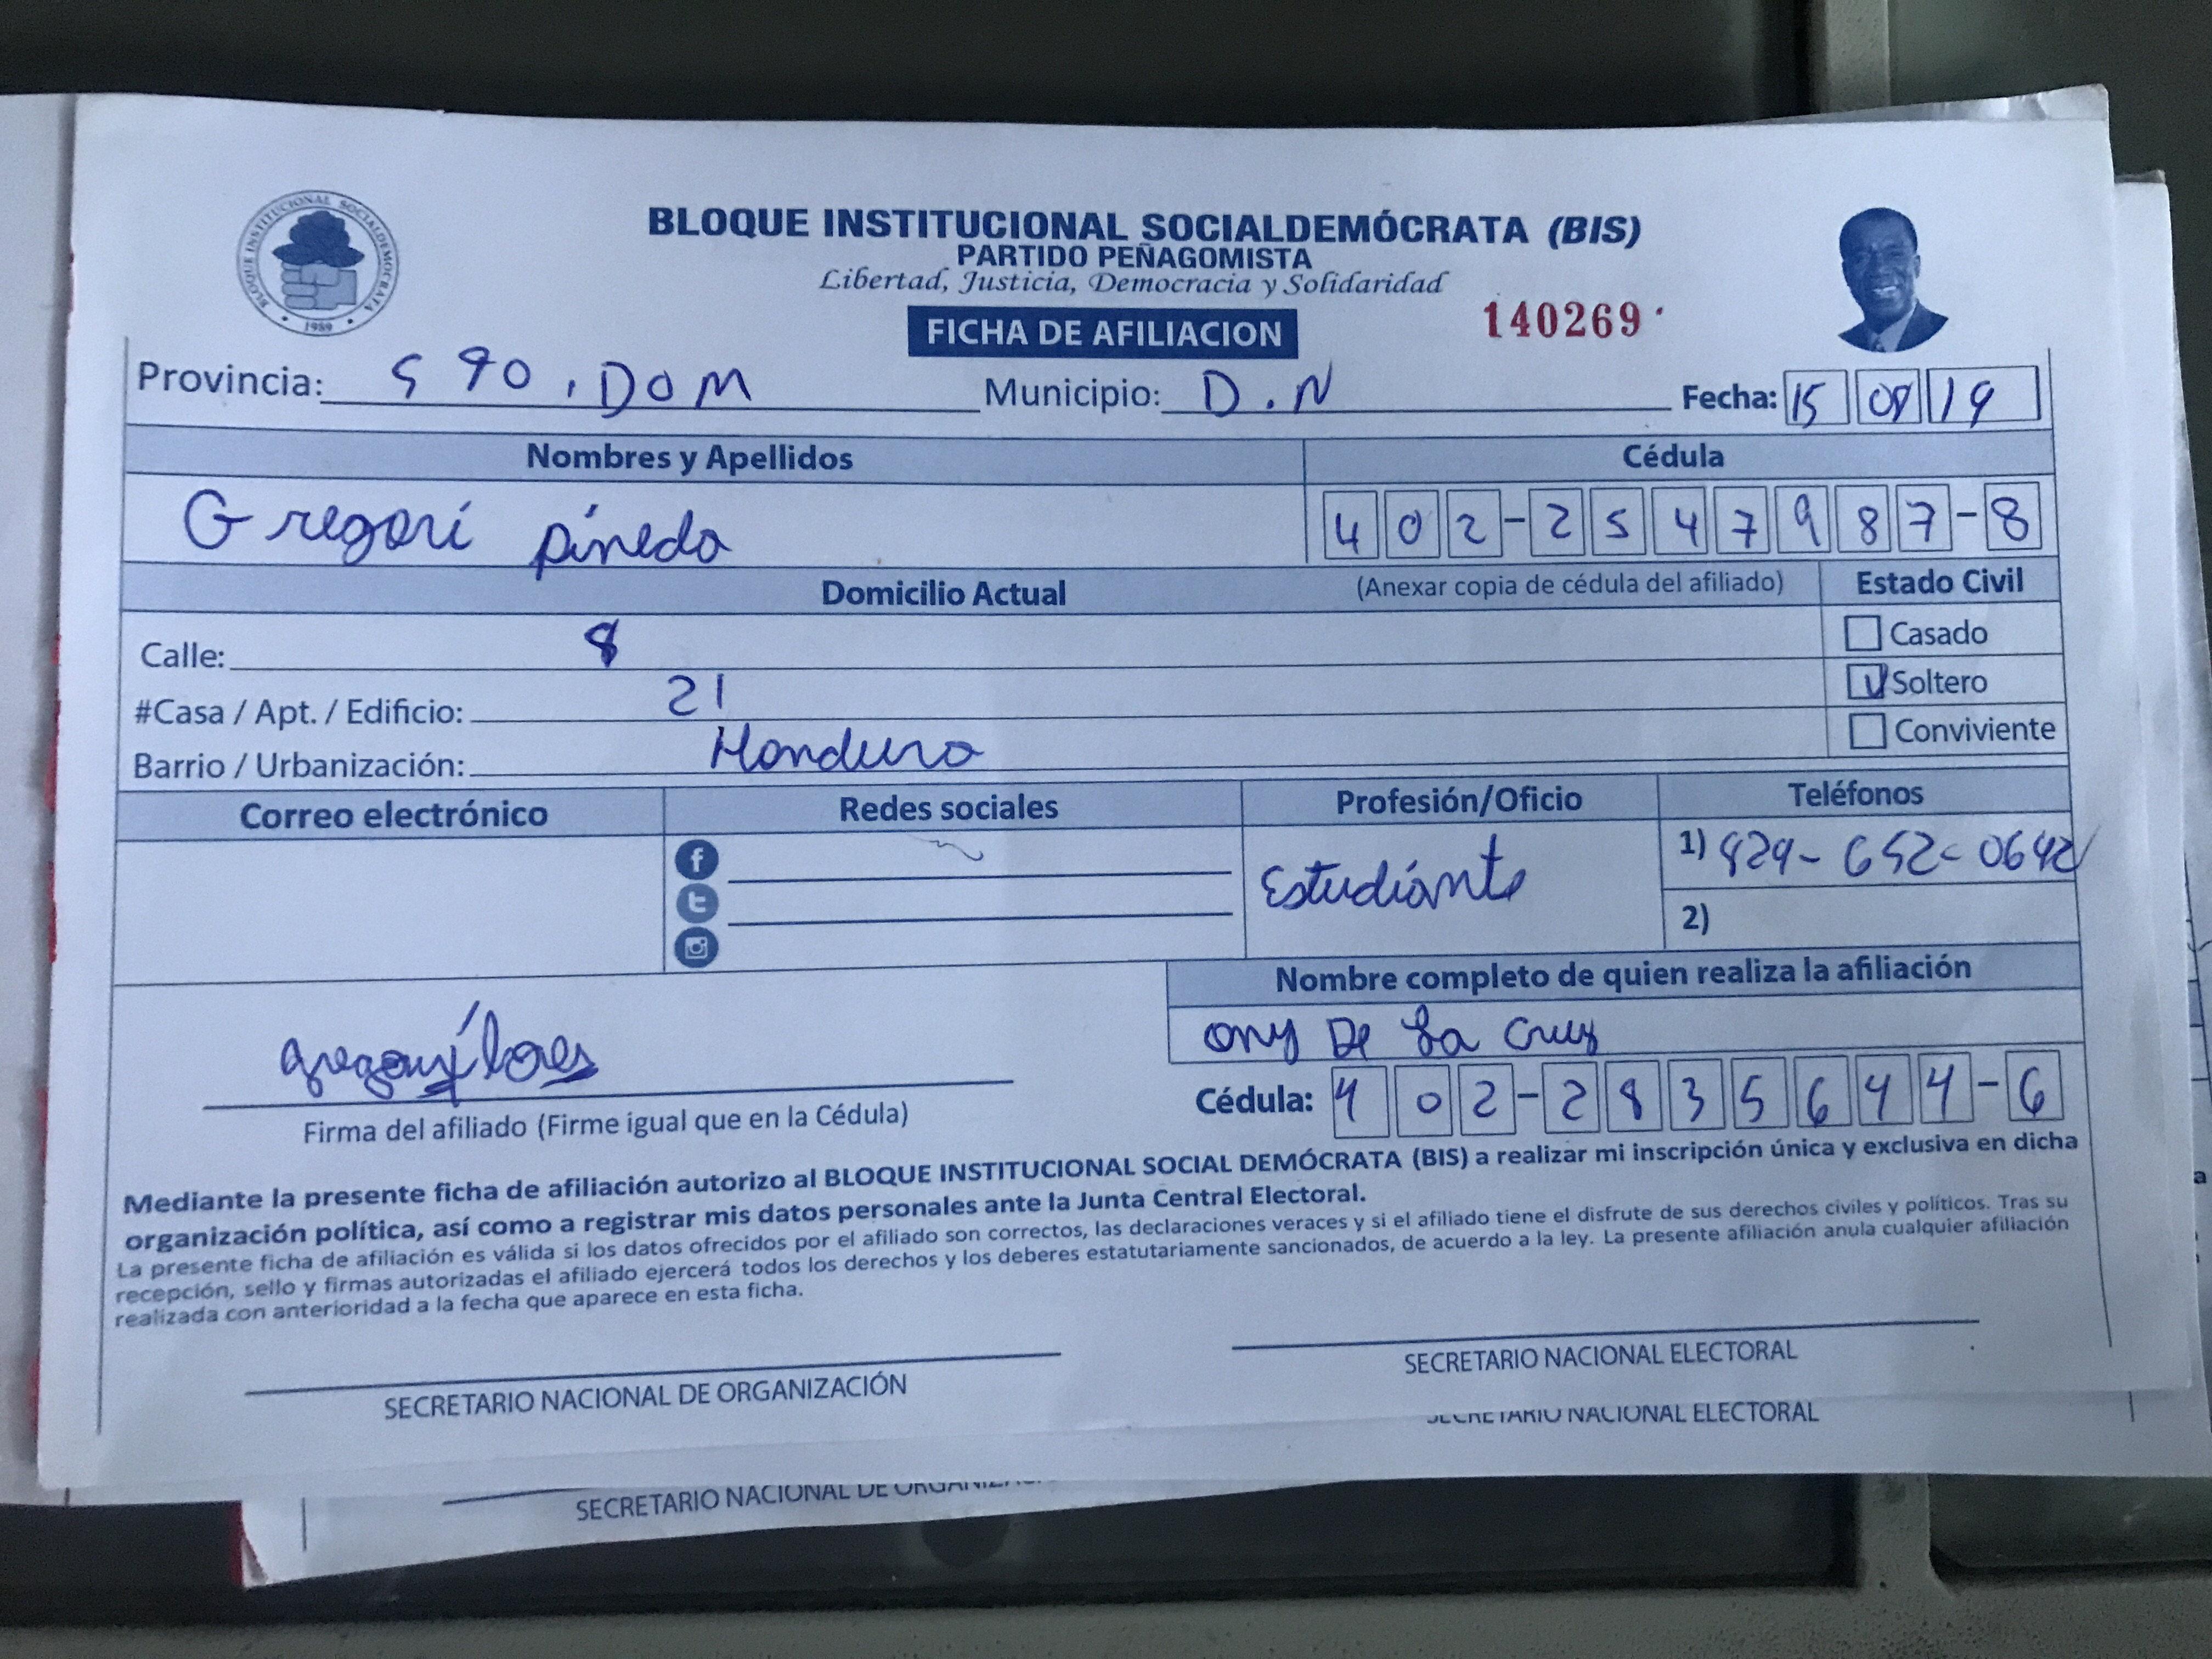 BLOQUE INSTITUCIONAL SOCIALDEMOCRATA
1989
BLOQUE INSTITUCIONAL SOCIALDEMÓCRATA (BIS)
PARTIDO PEÑAGOMISTA
Libertad, Justicia, Democracia y Solidaridad
FICHA DE AFILIACION
140269
Provincia: STO. DOM Municipio: D.N Fecha: 15 08 19
Nombres y Apellidos Cédula
Gregori pineda 402-2547987-8
Domicilio Actual (Anexar copia de cédula del afiliado) Estado Civil
Calle: 8 Casado
#Casa / Apt. / Edificio: 21 Soltero
Barrio / Urbanización: Hondura Conviviente
Correo electrónico Redes sociales Profesión/Oficio Teléfonos
Estudiante 1) 829-652-0642
2)
Nombre completo de quien realiza la afiliación
ony De La Cruz
Cédula: 402-2835644-6
Firma del afiliado (Firme igual que en la Cédula)
Mediante la presente ficha de afiliación autorizo al BLOQUE INSTITUCIONAL SOCIAL DEMÓCRATA (BIS) a realizar mi inscripción única y exclusiva en dicha
organización política, así como a registrar mis datos personales ante la Junta Central Electoral.
La presente ficha de afiliación es válida si los datos ofrecidos por el afiliado son correctos, las declaraciones veraces y si el afiliado tiene el disfrute de sus derechos civiles y políticos. Tras su
recepción, sello y firmas autorizadas el afiliado ejercerá todos los derechos y los deberes estatutariamente sancionados, de acuerdo a la ley. La presente afiliación anula cualquier afiliación
realizada con anterioridad a la fecha que aparece en esta ficha.
SECRETARIO NACIONAL DE ORGANIZACIÓN SECRETARIO NACIONAL ELECTORAL
SECRETARIO NACIONAL ELECTORAL
SECRETARIO NACIONAL DE